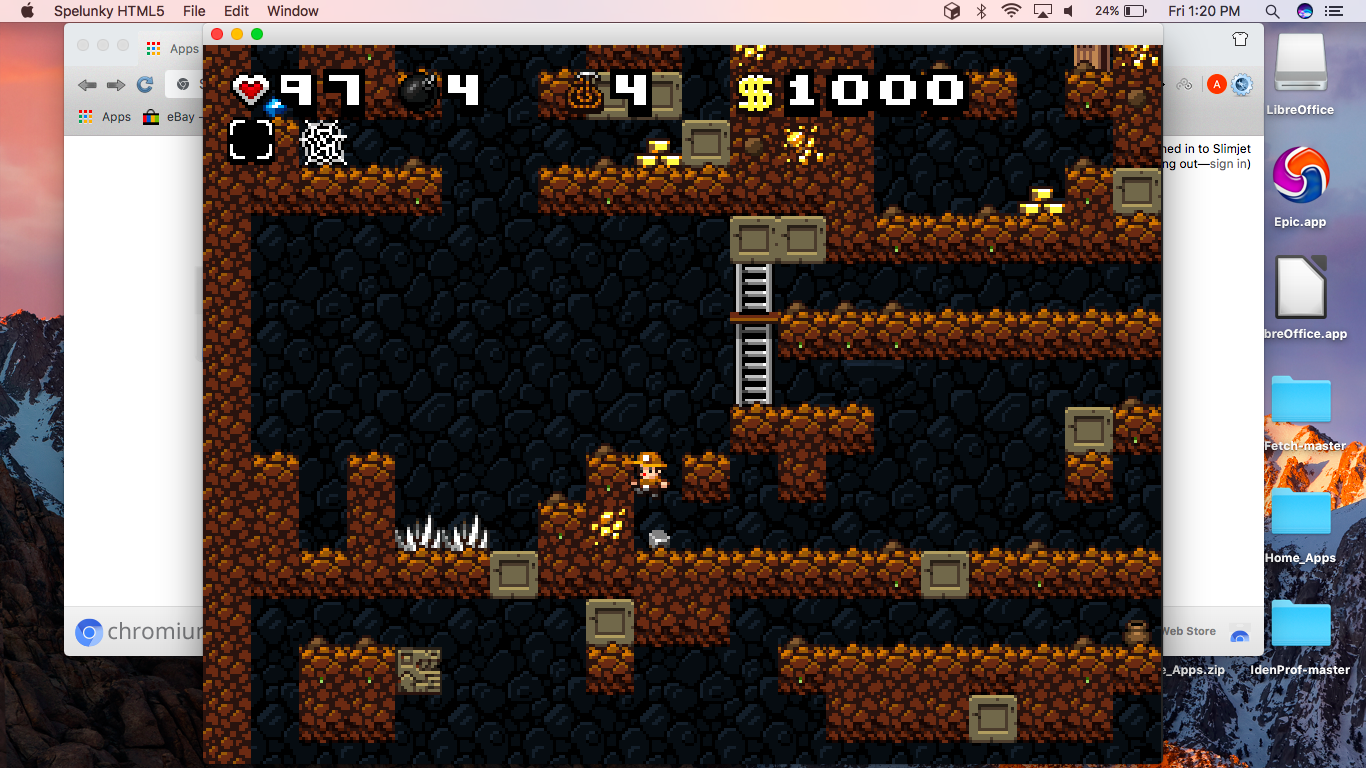 Spelunky HTML5 File Edit Window 24% Fri 1:20 PM
Apps
97 4 4 $1000
Apps eBay
ned in to Slimjet
ng out—sign in)
A
LibreOffice
Epic.app
breOffice.app
Fetch-master
Home_Apps
chromium
Web Store
e_Apps.zip
IdenProf-master